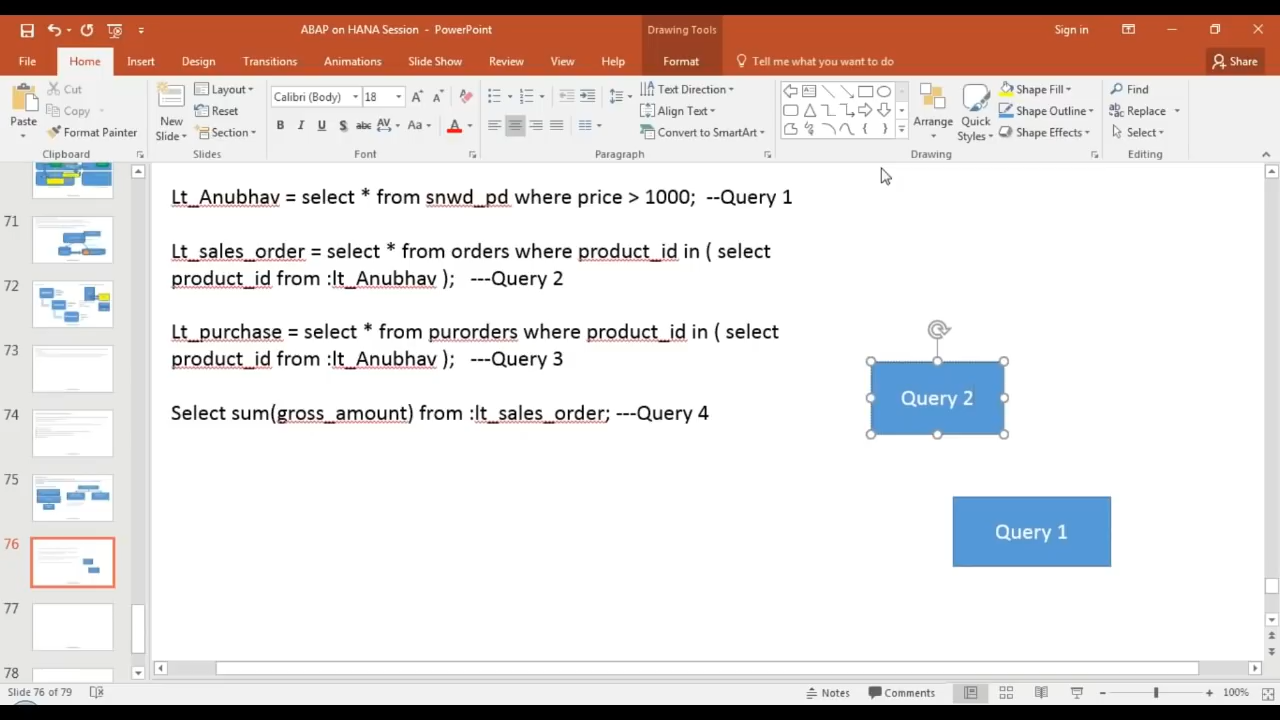 ABAP on HANA Session - PowerPoint
Drawing Tools
Sign in
File
Home
Insert
Design
Transitions
Animations
Slide Show
Review
View
Help
Format
Tell me what you want to do
Share
Paste
Cut
Copy
Format Painter
Clipboard
New Slide
Layout
Reset
Section
Slides
Calibri (Body)
18
Font
Paragraph
Text Direction
Align Text
Convert to SmartArt
Arrange
Quick Styles
Drawing
Shape Fill
Shape Outline
Shape Effects
Find
Replace
Select
Editing
71
72
73
74
75
76
77
78
Lt_Anubhav = select * from snwd_pd where price > 1000;  --Query 1
Lt_sales_order = select * from orders where product_id in ( select
product_id from :lt_Anubhav );   ---Query 2
Lt_purchase = select * from purorders where product_id in ( select
product_id from :lt_Anubhav );   ---Query 3
Select sum(gross_amount) from :lt_sales_order; ---Query 4
Query 2
Query 1
Slide 76 of 79
Notes
Comments
100%